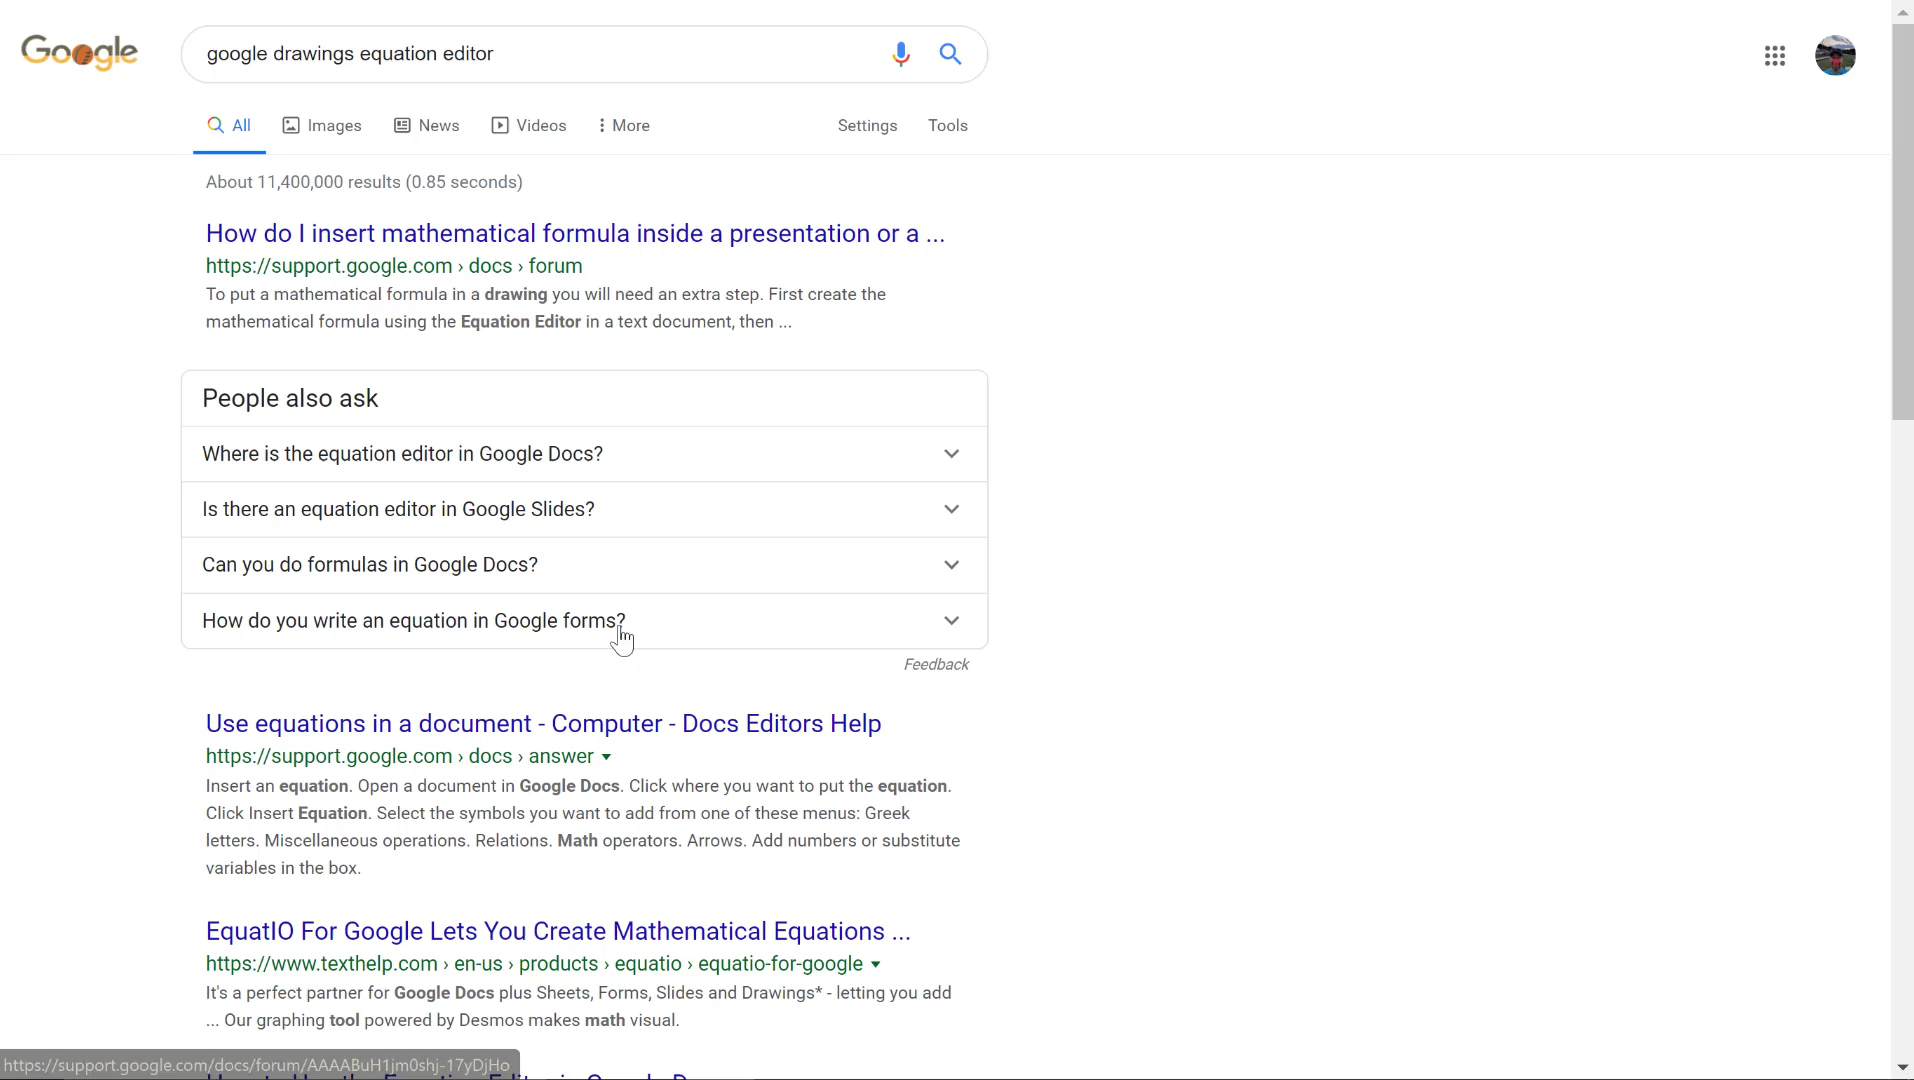 Google
google drawings equation editor
All
Images
News
Videos
More
Settings
Tools
About 11,400,000 results (0.85 seconds)
How do I insert mathematical formula inside a presentation or a ...
https://support.google.com › docs › forum
To put a mathematical formula in a drawing you will need an extra step. First create the
mathematical formula using the Equation Editor in a text document, then ...
People also ask
Where is the equation editor in Google Docs?
Is there an equation editor in Google Slides?
Can you do formulas in Google Docs?
How do you write an equation in Google forms?
Feedback
Use equations in a document - Computer - Docs Editors Help
https://support.google.com › docs › answer
Insert an equation. Open a document in Google Docs. Click where you want to put the equation.
Click Insert Equation. Select the symbols you want to add from one of these menus: Greek
letters. Miscellaneous operations. Relations. Math operators. Arrows. Add numbers or substitute
variables in the box.
EquatIO For Google Lets You Create Mathematical Equations ...
https://www.texthelp.com › en-us › products › equatio › equatio-for-google
It's a perfect partner for Google Docs plus Sheets, Forms, Slides and Drawings* - letting you add
... Our graphing tool powered by Desmos makes math visual.
https://support.google.com/docs/forum/AAAABuH1jm0shj-17yDjHo